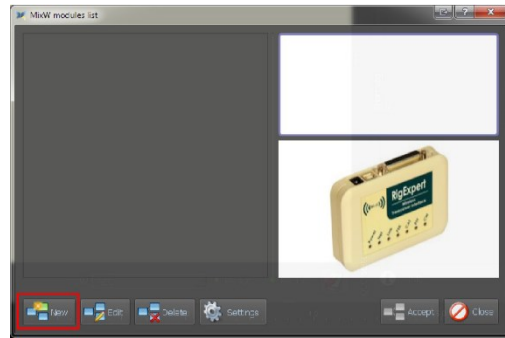 MixW modules list
RigExpert
New
Edit
Delete
Settings
Accept
Close